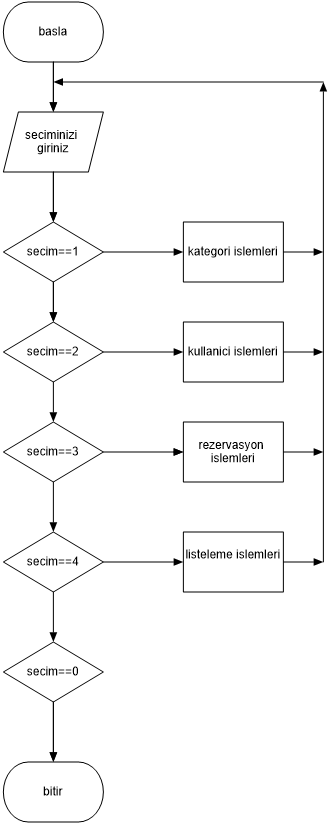 basla
seciminizi
giriniz
secim==1
kategori islemleri
secim==2
kullanici islemleri
secim==3
rezervasyon
islemleri
secim==4
listeleme islemleri
secim==0
bitir